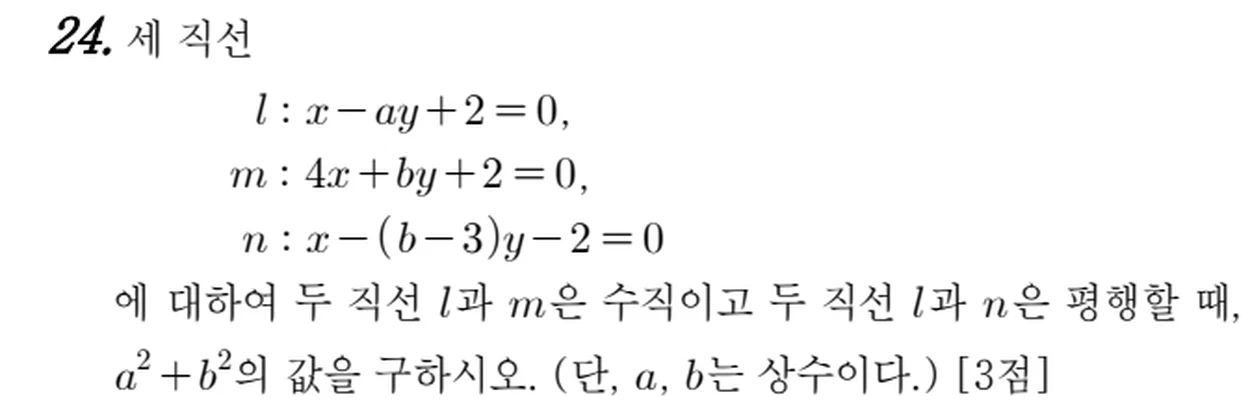 24. 세 직선
l : x-ay+2=0,
m : 4x+by+2=0,
n : x-(b-3)y-2=0
에 대하여 두 직선 l과 m은 수직이고 두 직선 l과 n은 평행할 때,
a²+b²의 값을 구하시오. (단, a, b는 상수이다.) [3점]